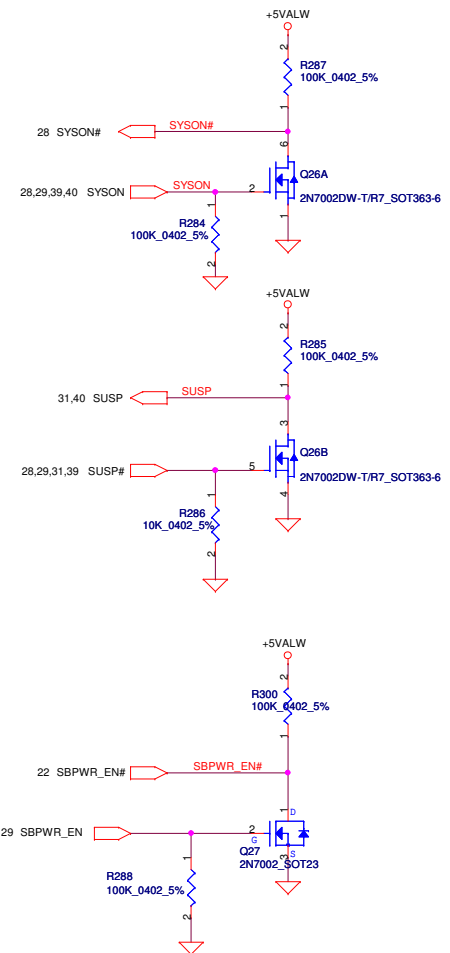 +5VALW
2
R287
100K_0402_5%
1
28 SYSON#
SYSON#
6
Q26A
28,29,39,40 SYSON
SYSON
2
2N7002DW-T/R7_SOT363-6
1
1
R284
100K_0402_5%
2
+5VALW
2
R285
100K_0402_5%
1
31,40 SUSP
SUSP
3
Q26B
28,29,31,39 SUSP#
5
2N7002DW-T/R7_SOT363-6
4
1
R286
10K_0402_5%
2
+5VALW
2
R300
100K_0402_5%
1
22 SBPWR_EN#
SBPWR_EN#
1
D
29 SBPWR_EN
2
G
Q27
3
S
2N7002_SOT23
1
R288
100K_0402_5%
2